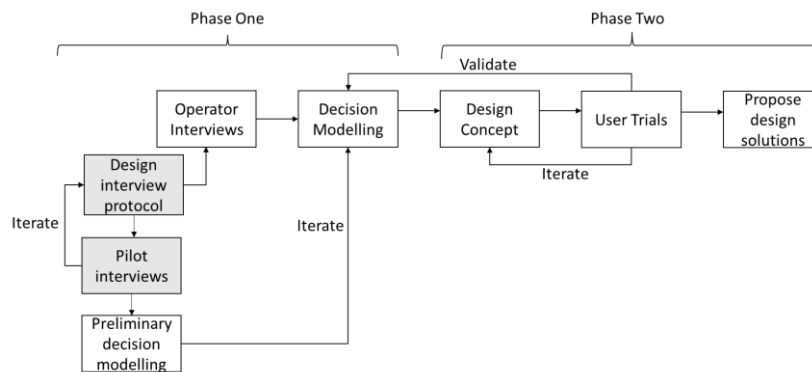 Phase One
Phase Two
Validate
Operator
Interviews
Decision
Modelling
Design
Concept
User Trials
Propose
design
solutions
Design
interview
protocol
Iterate
Iterate
Iterate
Pilot
interviews
Preliminary
decision
modelling